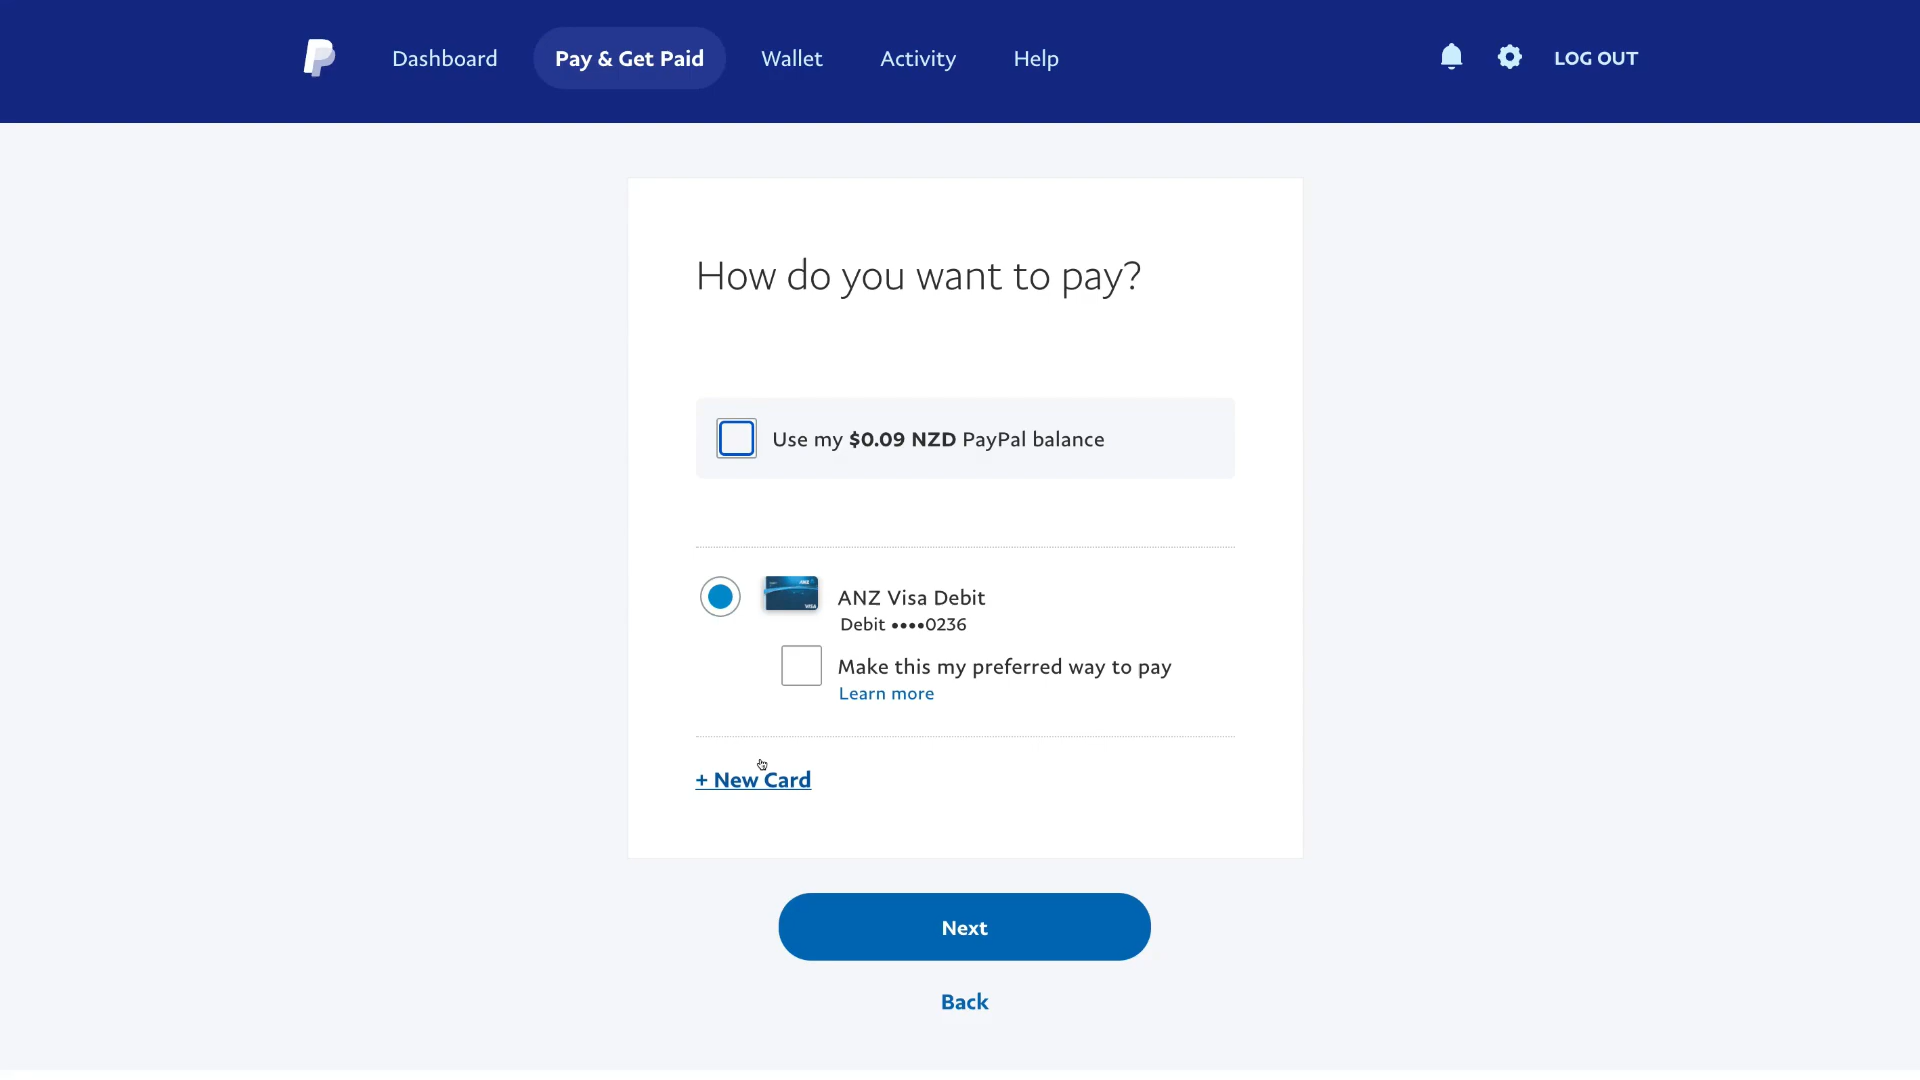 Dashboard
Pay & Get Paid
Wallet
Activity
Help
LOG OUT
How do you want to pay?
Use my $0.09 NZD PayPal balance
ANZ Visa Debit
Debit ••••0236
Make this my preferred way to pay
Learn more
+ New Card
Next
Back